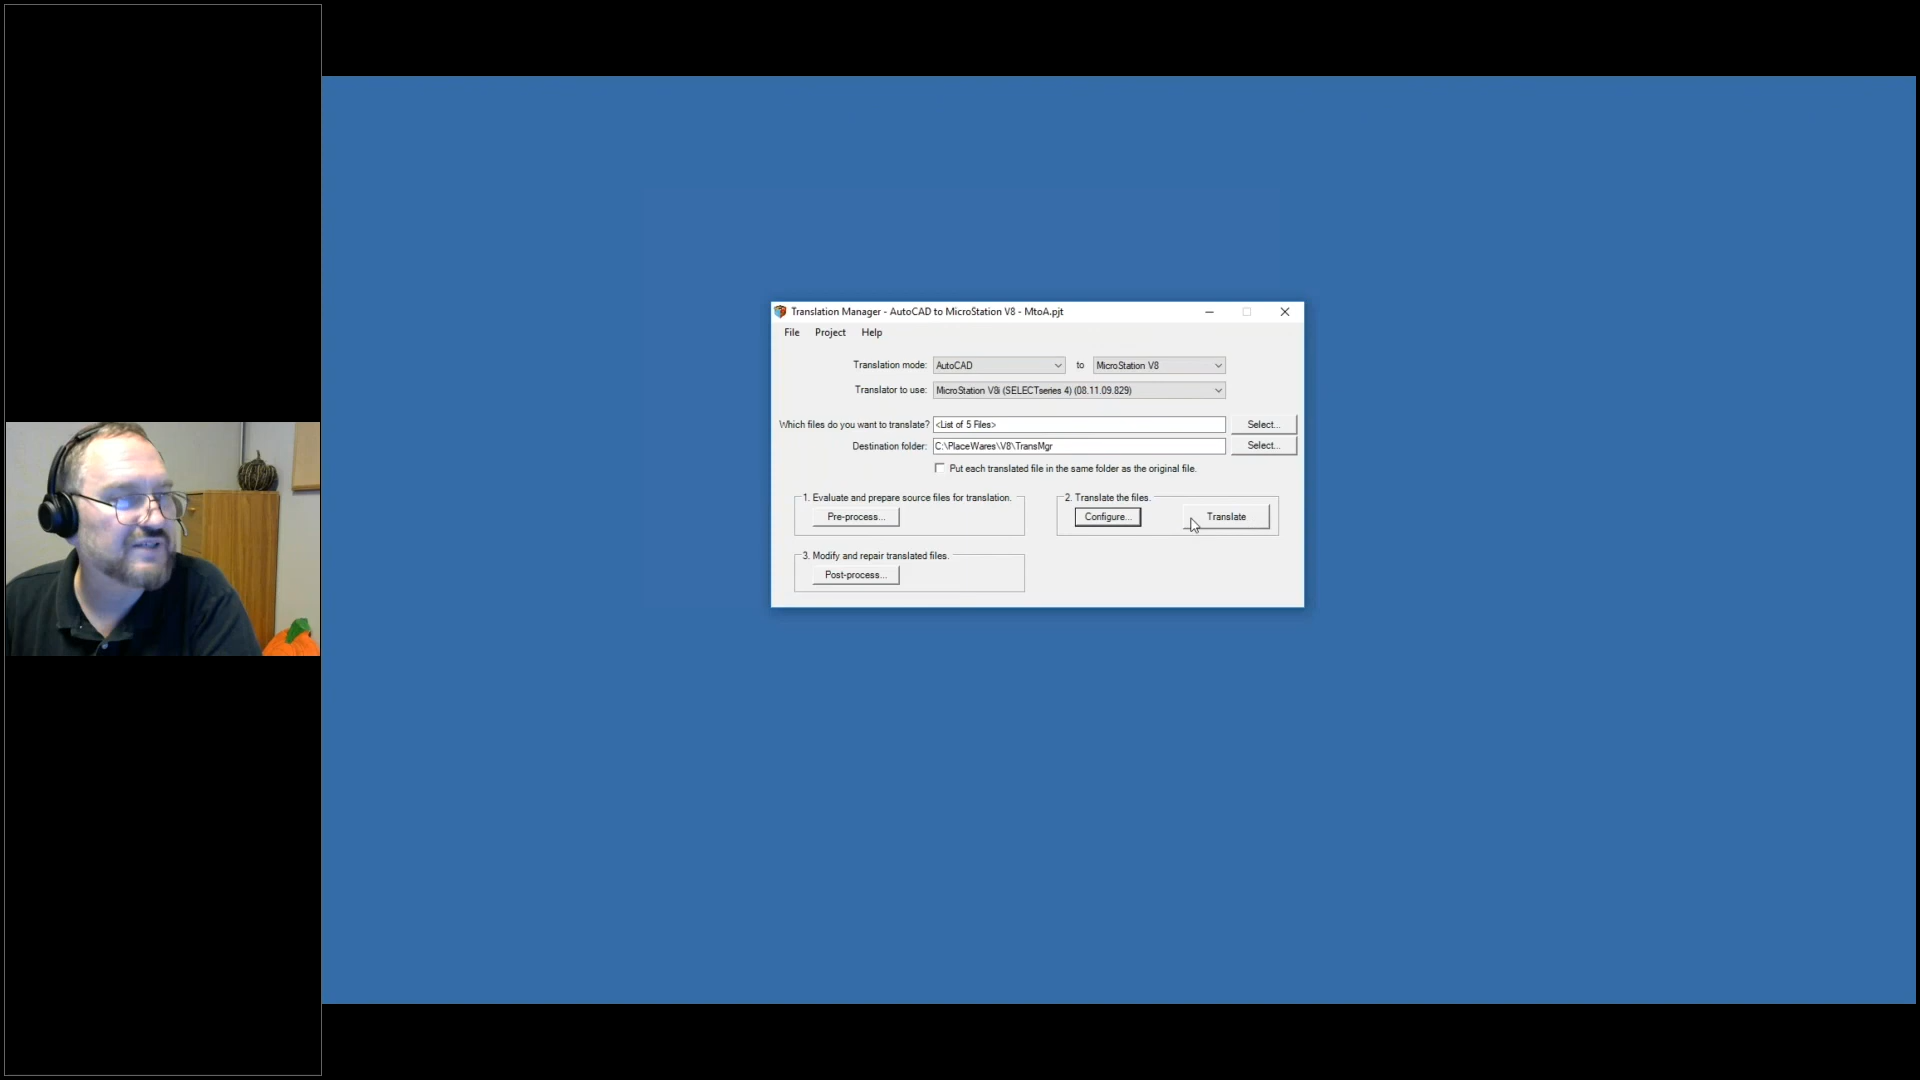 Translation Manager - AutoCAD to MicroStation V8 - MtoA.pjt
File Project Help
Translation mode: AutoCAD to MicroStation V8
Translator to use: MicroStation V8i (SELECTseries 4) (08.11.09.829)
Which files do you want to translate? <List of 5 Files> Select...
Destination folder: C:\PlaceWares\V8\TransMgr Select...
Put each translated file in the same folder as the original file.
1. Evaluate and prepare source files for translation.
Pre-process...
2. Translate the files.
Configure... Translate
3. Modify and repair translated files.
Post-process...